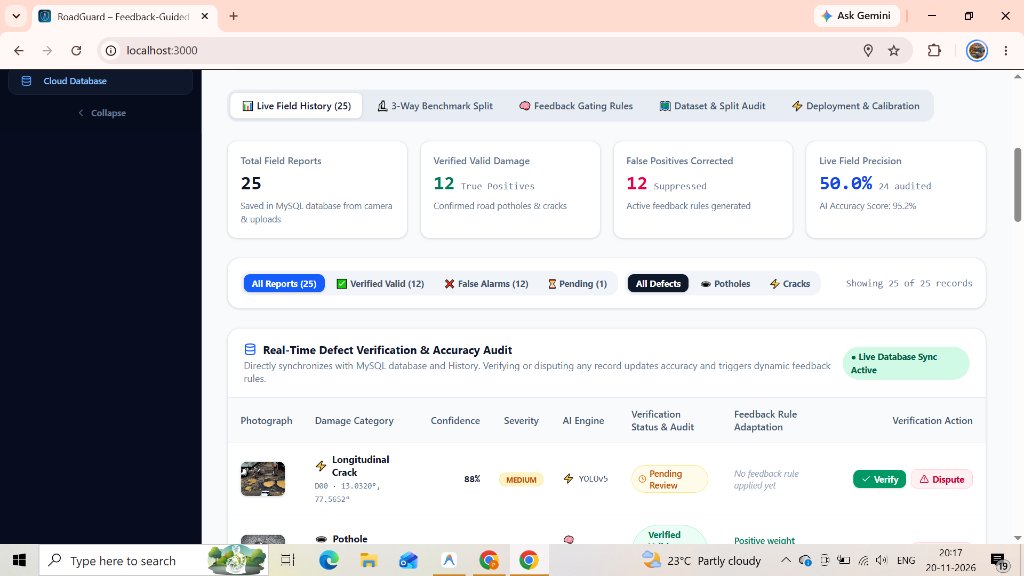 RoadGuard – Feedback-Guided
Ask Gemini
localhost:3000
Cloud Database
Collapse
Live Field History (25)
3-Way Benchmark Split
Feedback Gating Rules
Dataset & Split Audit
Deployment & Calibration
Total Field Reports
25
Saved in MySQL database from camera
& uploads
Verified Valid Damage
12 True Positives
Confirmed road potholes & cracks
False Positives Corrected
12 Suppressed
Active feedback rules generated
Live Field Precision
50.0% 24 audited
AI Accuracy Score: 95.2%
All Reports (25)
Verified Valid (12)
False Alarms (12)
Pending (1)
All Defects
Potholes
Cracks
Showing 25 of 25 records
Real-Time Defect Verification & Accuracy Audit
Directly synchronizes with MySQL database and History. Verifying or disputing any record updates accuracy and triggers dynamic feedback
rules.
• Live Database Sync
Active
Photograph
Damage Category
Confidence
Severity
AI Engine
Verification
Status & Audit
Feedback Rule
Adaptation
Verification Action
Longitudinal
Crack
D00 · 13.0320°,
77.5652°
88%
MEDIUM
YOLOv5
Pending
Review
No feedback rule
applied yet
Verify
Dispute
Pothole
Verified
Positive weight
Type here to search
23°C Partly cloudy
ENG
20:17
20-11-2026
19